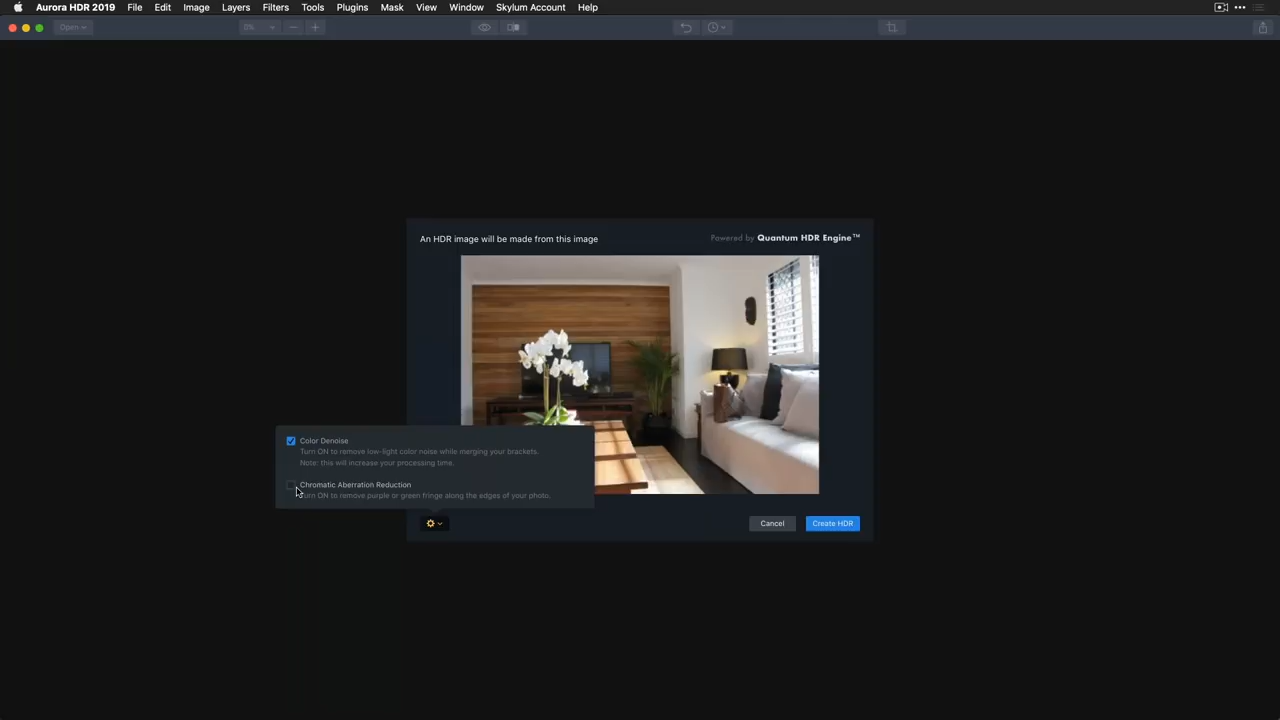 Aurora HDR 2019 File Edit Image Layers Filters Tools Plugins Mask View Window Skylum Account Help
Open 0%
An HDR image will be made from this image Powered by Quantum HDR Engine™
Color Denoise
Turn ON to remove low-light color noise while merging your brackets.
Note: this will increase your processing time.
Chromatic Aberration Reduction
Turn ON to remove purple or green fringe along the edges of your photo.
Cancel Create HDR